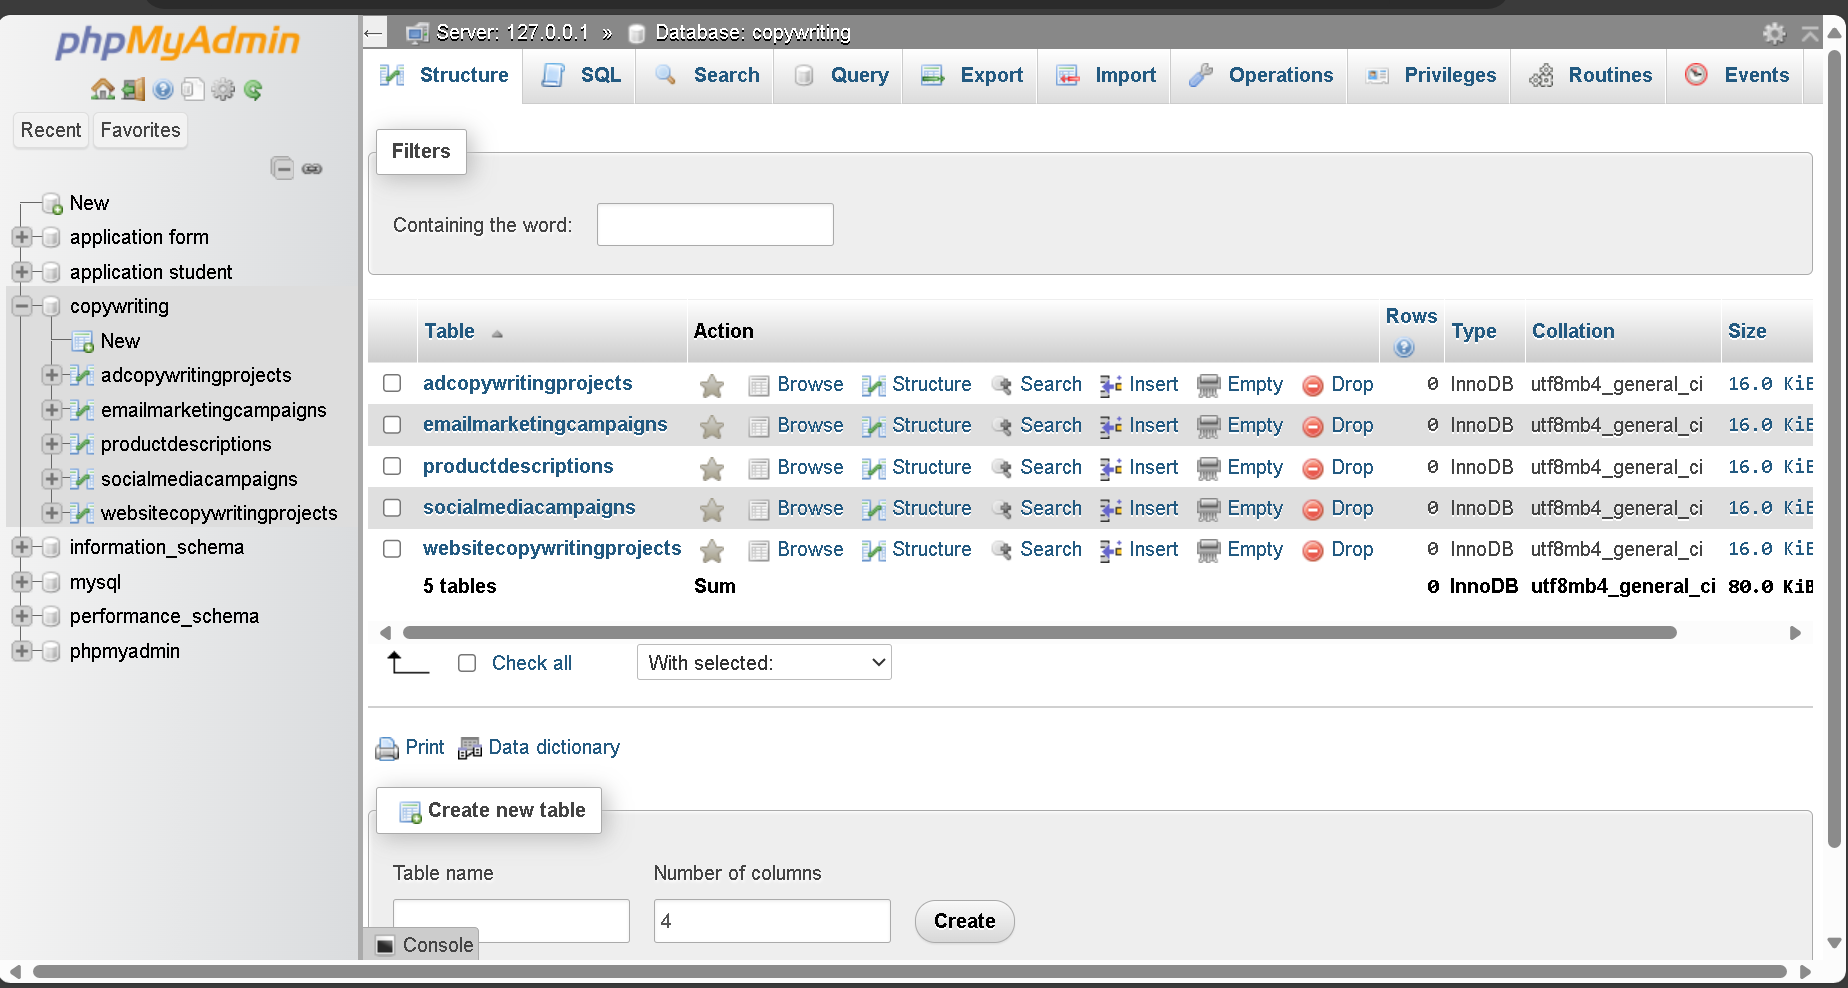 phpMyAdmin
Recent Favorites
New
application form
application student
copywriting
New
adcopywritingprojects
emailmarketingcampaigns
productdescriptions
socialmediacampaigns
websitecopywritingprojects
information_schema
mysql
performance_schema
phpmyadmin
Server: 127.0.0.1 » Database: copywriting
Structure SQL Search Query Export Import Operations Privileges Routines Events
Filters
Containing the word:
Table Action Rows Type Collation Size
adcopywritingprojects Browse Structure Search Insert Empty Drop 0 InnoDB utf8mb4_general_ci 16.0 KiB
emailmarketingcampaigns Browse Structure Search Insert Empty Drop 0 InnoDB utf8mb4_general_ci 16.0 KiB
productdescriptions Browse Structure Search Insert Empty Drop 0 InnoDB utf8mb4_general_ci 16.0 KiB
socialmediacampaigns Browse Structure Search Insert Empty Drop 0 InnoDB utf8mb4_general_ci 16.0 KiB
websitecopywritingprojects Browse Structure Search Insert Empty Drop 0 InnoDB utf8mb4_general_ci 16.0 KiB
5 tables Sum 0 InnoDB utf8mb4_general_ci 80.0 KiB
Check all With selected:
Print Data dictionary
Create new table
Table name Number of columns
4 Create
Console